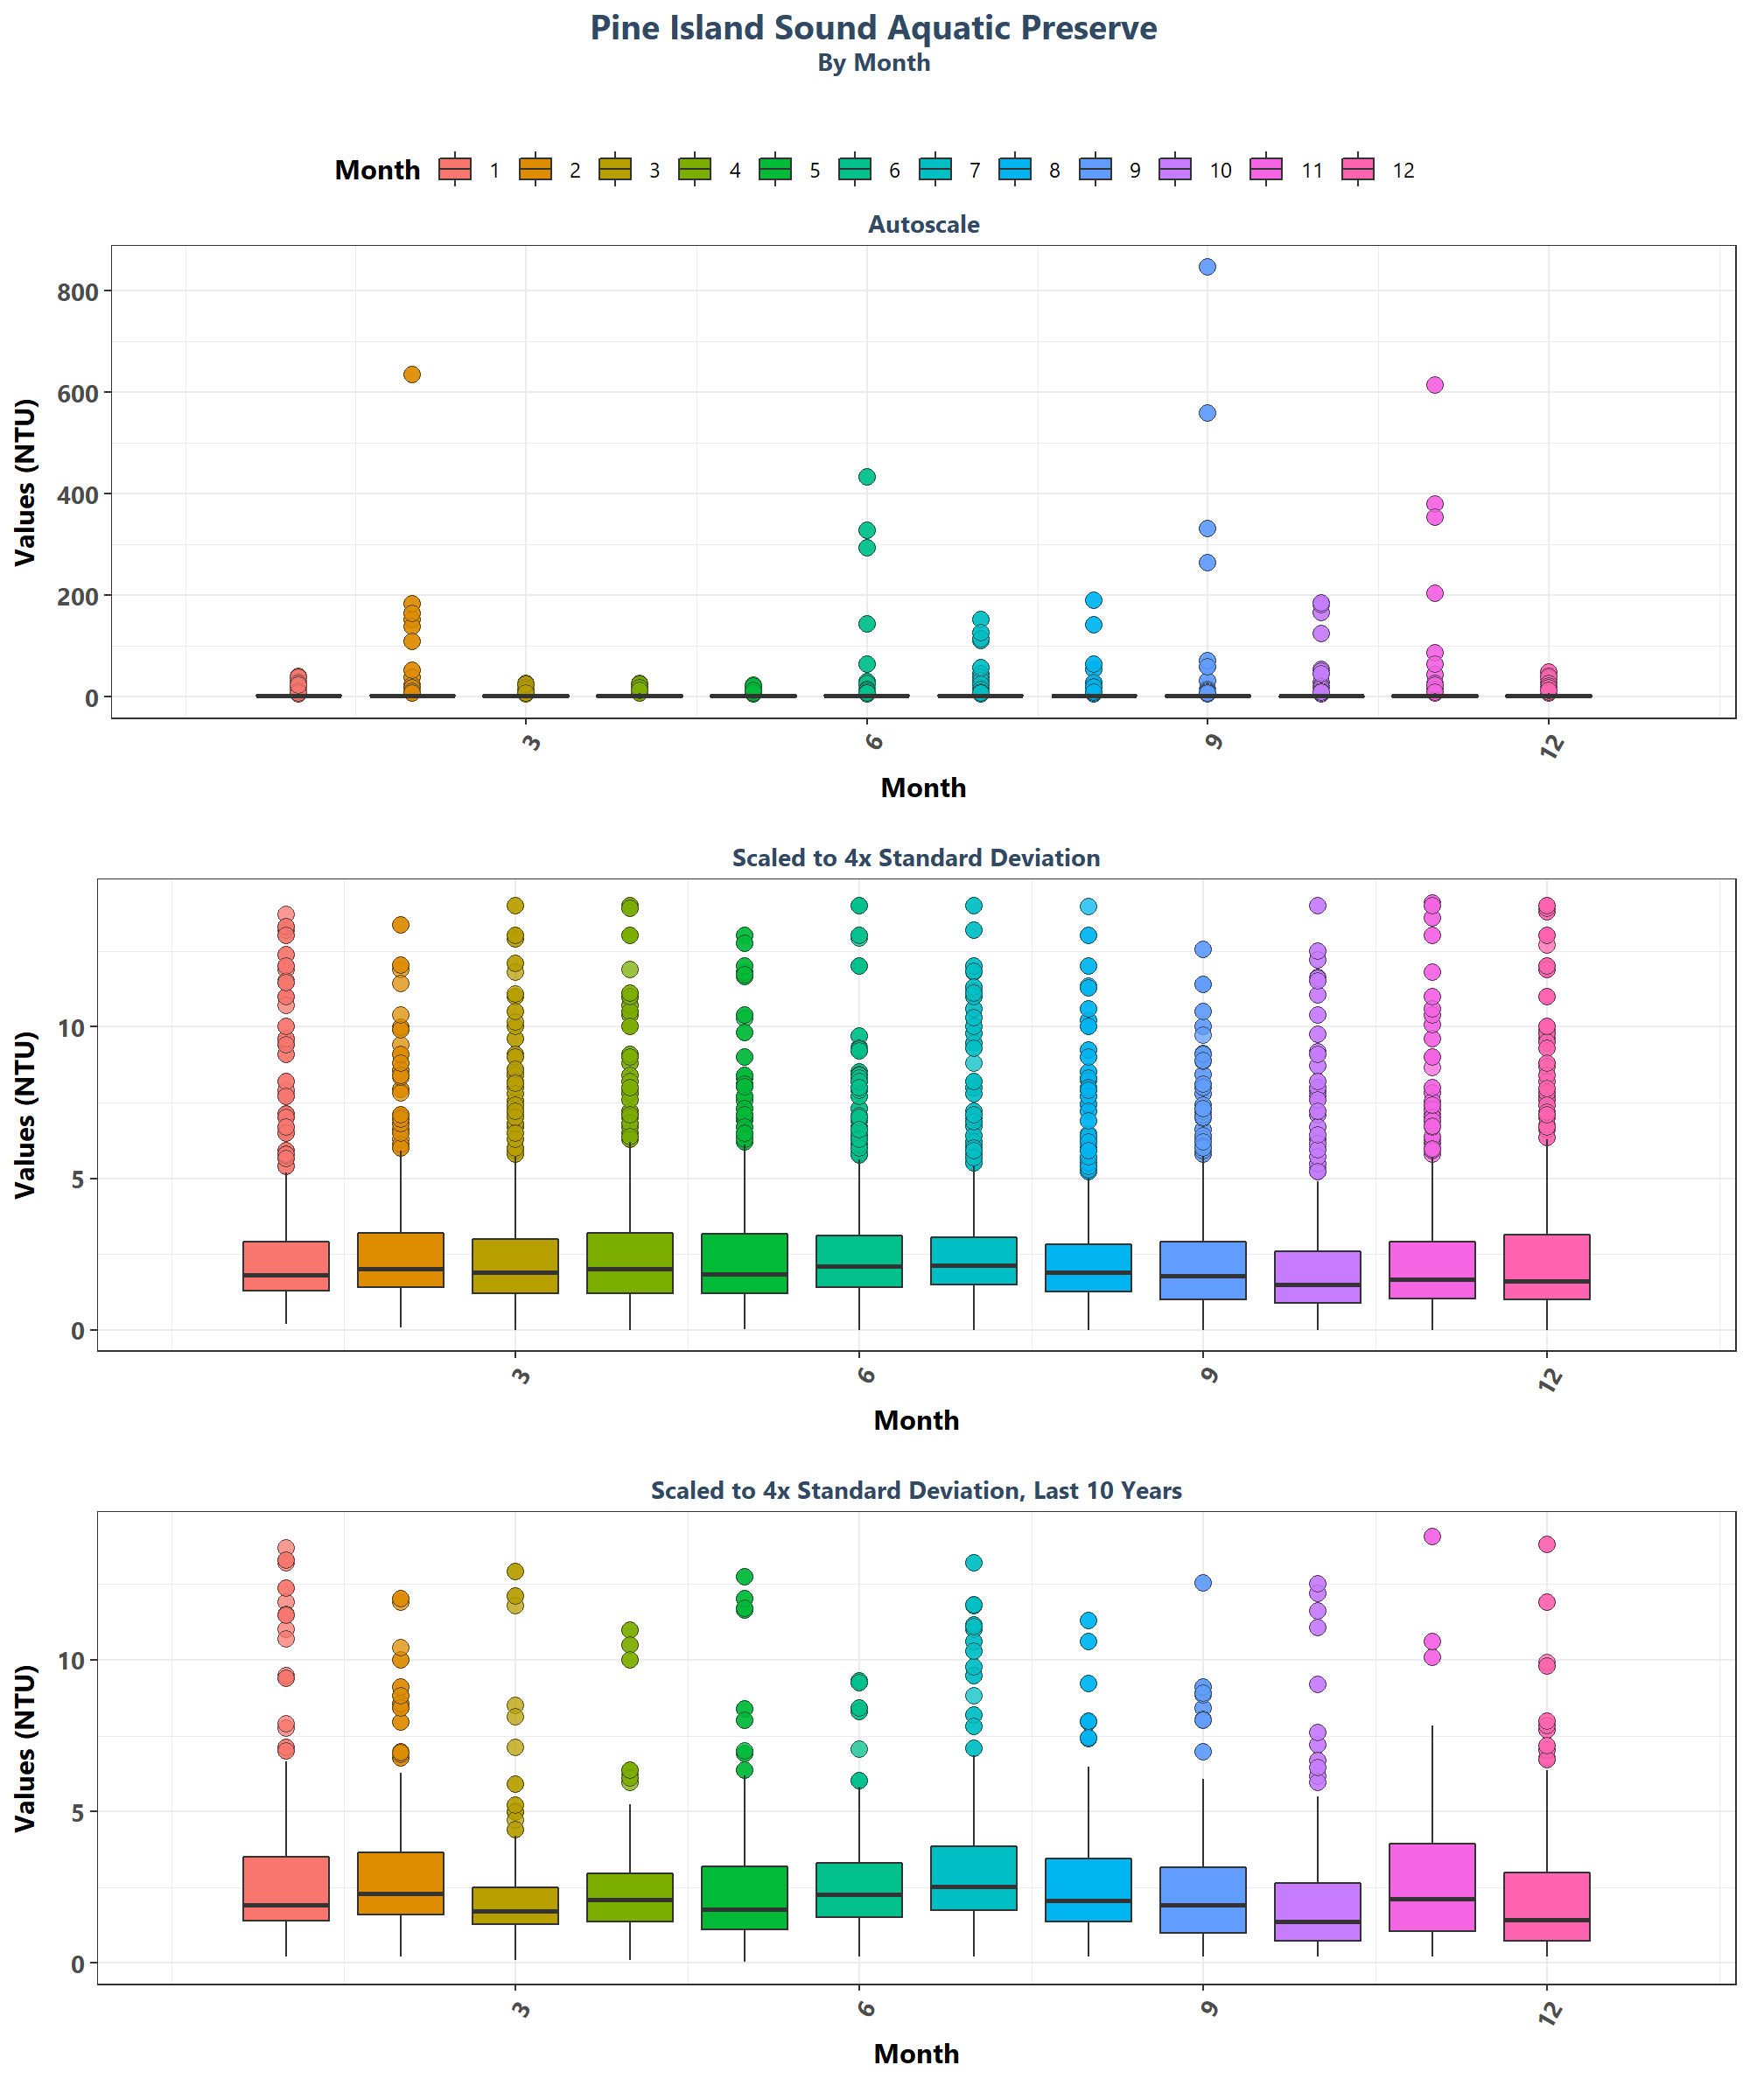 Pine Island Sound Aquatic Preserve
By Month
Month 1 2 3 4 5 6 7 8 9 10 11 12
Autoscale
Values (NTU)
800
600
400
200
0
3 6 9 12
Month
Scaled to 4x Standard Deviation
Values (NTU)
10
5
0
3 6 9 12
Month
Scaled to 4x Standard Deviation, Last 10 Years
Values (NTU)
10
5
0
3 6 9 12
Month